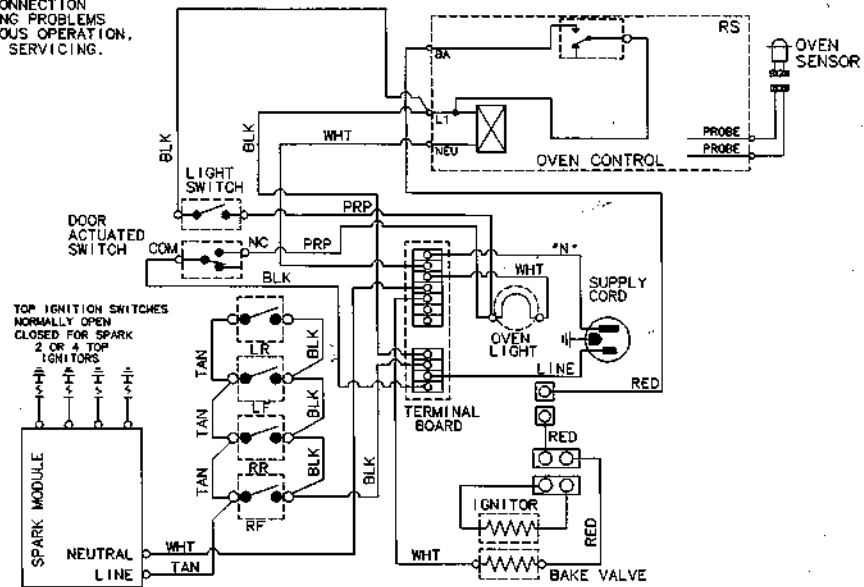 ONNECTION
NG PROBLEMS
OUS OPERATION,
SERVICING.
RS
OVEN
SENSOR
BA
L1
NEU
PROBE
PROBE
OVEN CONTROL
BLK
BLK
WHT
LIGHT
SWITCH
PRP
DOOR
ACTUATED
SWITCH
COM
NC
PRP
BLK
"N"
WHT
SUPPLY
CORD
OVEN
LIGHT
LINE
RED
TERMINAL
BOARD
TOP IGNITION SWITCHES
NORMALLY OPEN
CLOSED FOR SPARK
2 OR 4 TOP
IGNITORS
LR
TAN
BLK
LF
TAN
BLK
RR
TAN
BLK
RF
BLK
RED
IGNITOR
RED
WHT
BAKE VALVE
SPARK MODULE
NEUTRAL
WHT
LINE
TAN